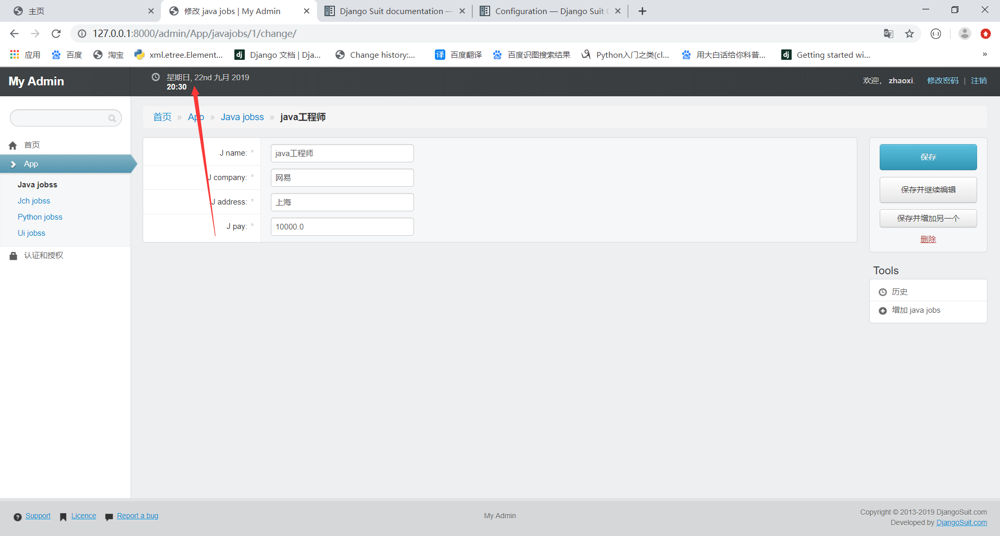 主页
修改 java jobs | My Admin
Django Suit documentation —
Configuration — Django Suit
127.0.0.1:8000/admin/App/javajobs/1/change/
应用
百度
淘宝
xml.etree.Element...
Django 文档 | Dja...
Change history:...
译 百度翻译
百度识图搜索结果
Python入门之类(cl...
用大白话给你科普...
dj Getting started wi...
»
My Admin
星期日, 22nd 九月 2019
20:30
欢迎, zhaoxi. 修改密码 | 注销
首页 » App » Java jobss » java工程师
首页
App
Java jobss
Jch jobss
Python jobss
Ui jobss
认证和授权
J name: * java工程师
J company: * 网易
J address: * 上海
J pay: * 10000.0
保存
保存并继续编辑
保存并增加另一个
删除
Tools
历史
增加 java jobs
Support
Licence
Report a bug
My Admin
Copyright © 2013-2019 DjangoSuit.com
Developed by DjangoSuit.com